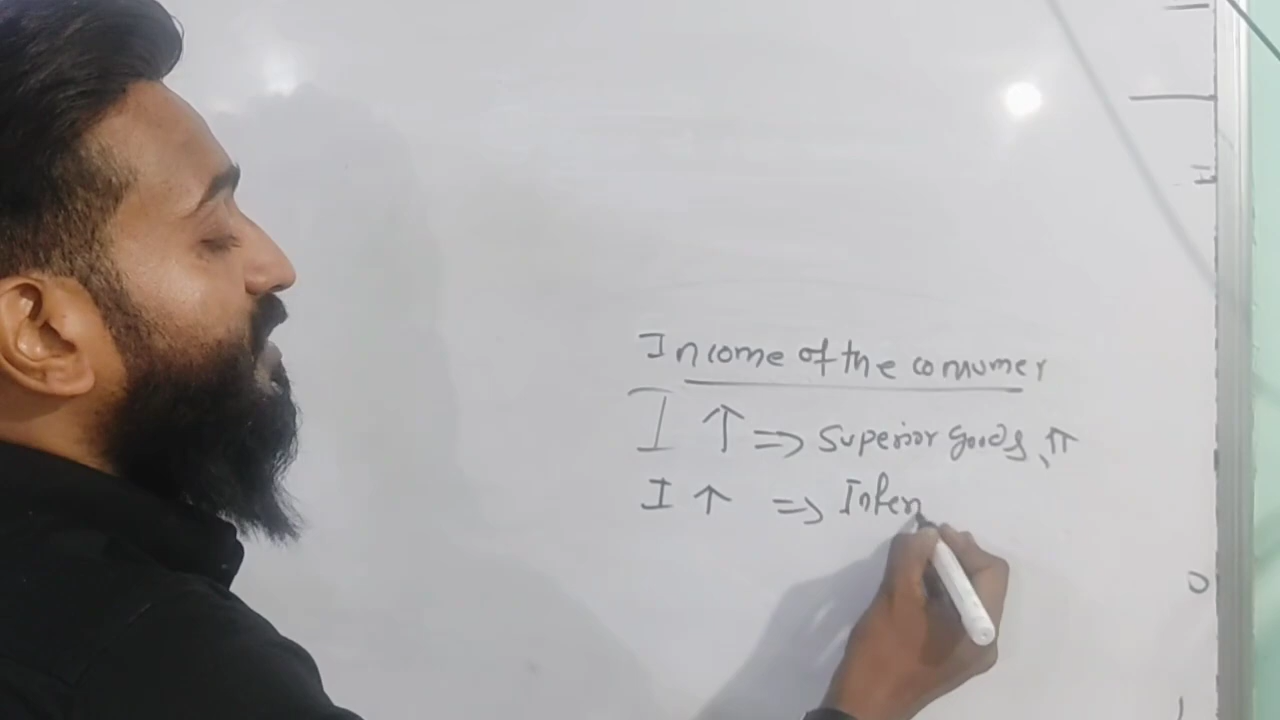 Income of the consumer
I ↑ => Superior goods ↑↑
I ↑ => Infer